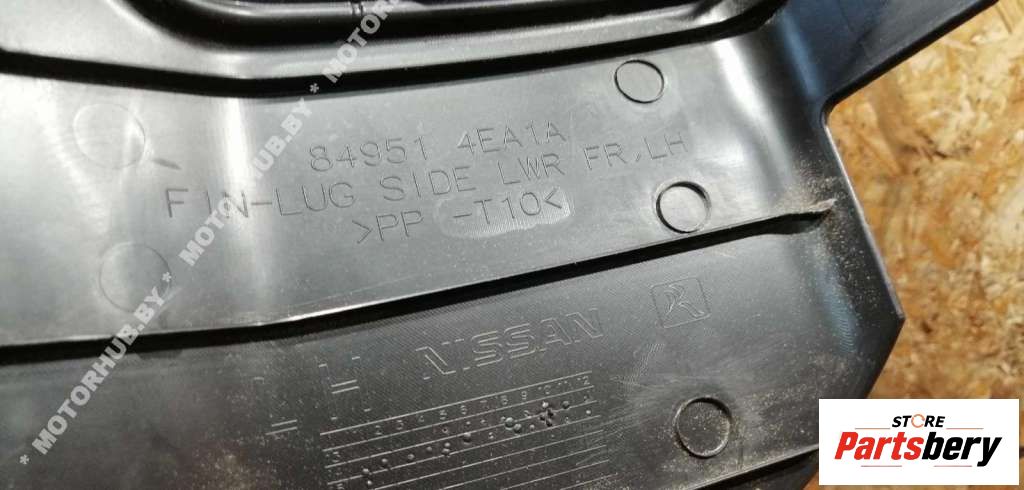 * MOTORHUB.BY * MOTORHUB.BY * MOTORHUB.BY *
84951 4EA1A
FIN-LUG SIDE LWR FR, LH
>PP -T10<
NISSAN
STORE
Partsbery